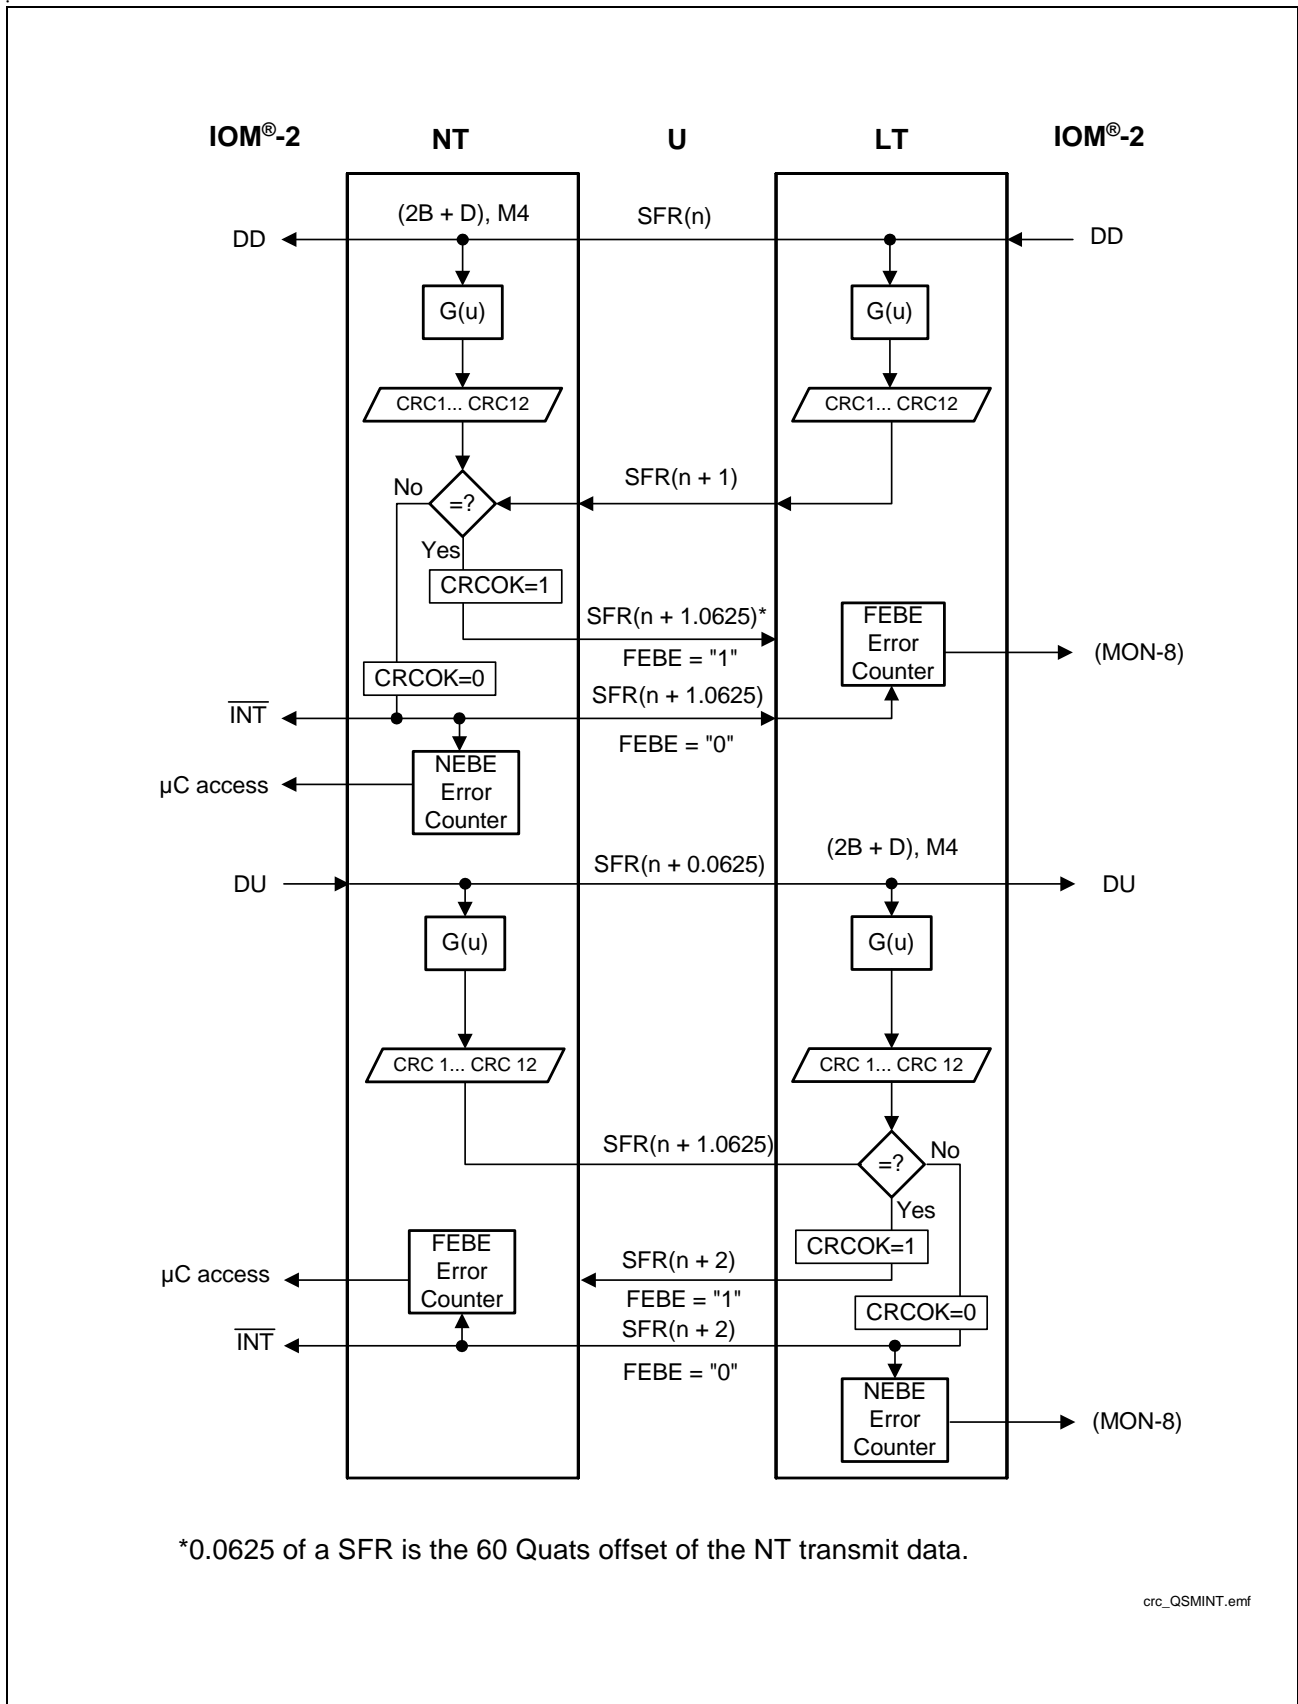 IOM®-2 NT U LT IOM®-2
(2B + D), M4 SFR(n)
DD DD
G(u) G(u)
CRC1... CRC12 CRC1... CRC12
SFR(n + 1)
No
=?
Yes
CRCOK=1
SFR(n + 1.0625)*
FEBE = "1"
FEBE
Error
Counter
(MON-8)
CRCOK=0
INT
SFR(n + 1.0625)
FEBE = "0"
NEBE
Error
Counter
µC access
(2B + D), M4
SFR(n + 0.0625)
DU DU
G(u) G(u)
CRC 1... CRC 12 CRC 1... CRC 12
SFR(n + 1.0625)
=?
No
Yes
CRCOK=1
FEBE
Error
Counter
µC access
SFR(n + 2)
FEBE = "1"
CRCOK=0
INT
SFR(n + 2)
FEBE = "0"
NEBE
Error
Counter
(MON-8)
*0.0625 of a SFR is the 60 Quats offset of the NT transmit data.
crc_QSMINT.emf